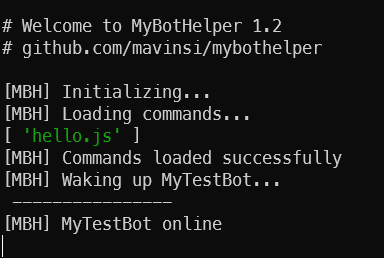 # Welcome to MyBotHelper 1.2
# github.com/mavinsi/mybothelper
[MBH] Initializing...
[MBH] Loading commands...
[ 'hello.js' ]
[MBH] Commands loaded successfully
[MBH] Waking up MyTestBot...
----------------
[MBH] MyTestBot online